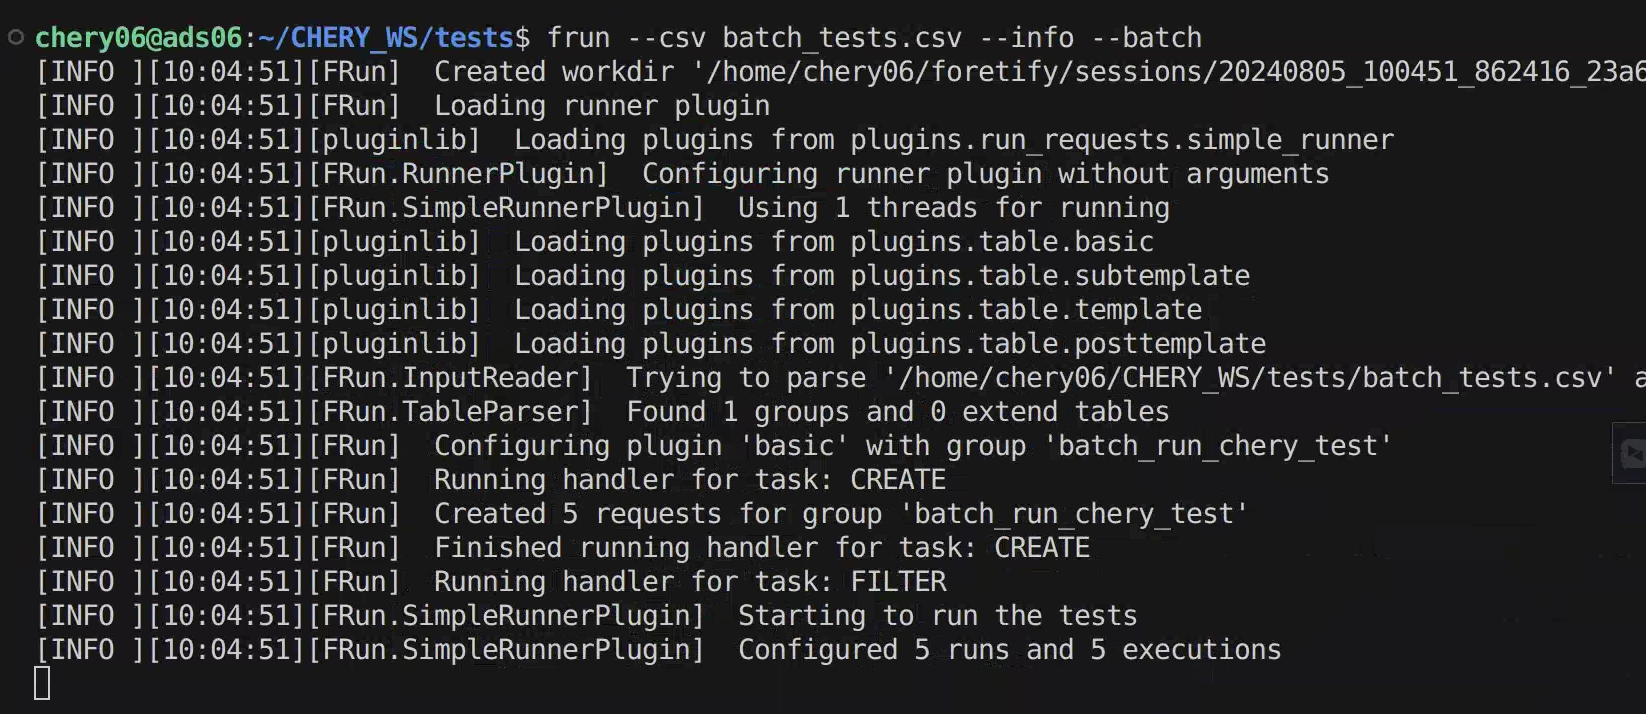 chery06@ads06:~/CHERY_WS/tests$ frun --csv batch_tests.csv --info --batch
[INFO ][10:04:51][FRun]  Created workdir '/home/chery06/foretify/sessions/20240805_100451_862416_23a6
[INFO ][10:04:51][FRun]  Loading runner plugin
[INFO ][10:04:51][pluginlib]  Loading plugins from plugins.run_requests.simple_runner
[INFO ][10:04:51][FRun.RunnerPlugin]  Configuring runner plugin without arguments
[INFO ][10:04:51][FRun.SimpleRunnerPlugin]  Using 1 threads for running
[INFO ][10:04:51][pluginlib]  Loading plugins from plugins.table.basic
[INFO ][10:04:51][pluginlib]  Loading plugins from plugins.table.subtemplate
[INFO ][10:04:51][pluginlib]  Loading plugins from plugins.table.template
[INFO ][10:04:51][pluginlib]  Loading plugins from plugins.table.posttemplate
[INFO ][10:04:51][FRun.InputReader]  Trying to parse '/home/chery06/CHERY_WS/tests/batch_tests.csv' a
[INFO ][10:04:51][FRun.TableParser]  Found 1 groups and 0 extend tables
[INFO ][10:04:51][FRun]  Configuring plugin 'basic' with group 'batch_run_chery_test'
[INFO ][10:04:51][FRun]  Running handler for task: CREATE
[INFO ][10:04:51][FRun]  Created 5 requests for group 'batch_run_chery_test'
[INFO ][10:04:51][FRun]  Finished running handler for task: CREATE
[INFO ][10:04:51][FRun]  Running handler for task: FILTER
[INFO ][10:04:51][FRun.SimpleRunnerPlugin]  Starting to run the tests
[INFO ][10:04:51][FRun.SimpleRunnerPlugin]  Configured 5 runs and 5 executions